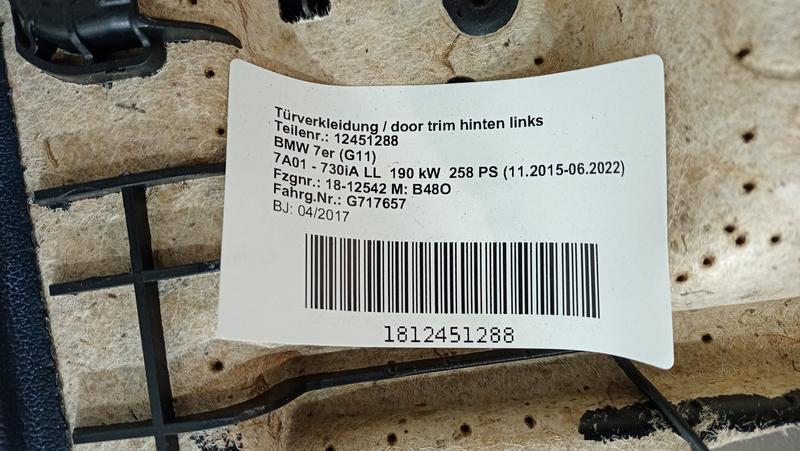 Türverkleidung / door trim hinten links
Teilenr.: 12451288
BMW 7er (G11)
7A01 - 730iA LL 190 kW 258 PS (11.2015-06.2022)
Fzgnr.: 18-12542 M: B48O
Fahrg.Nr.: G717657
BJ: 04/2017
1812451288